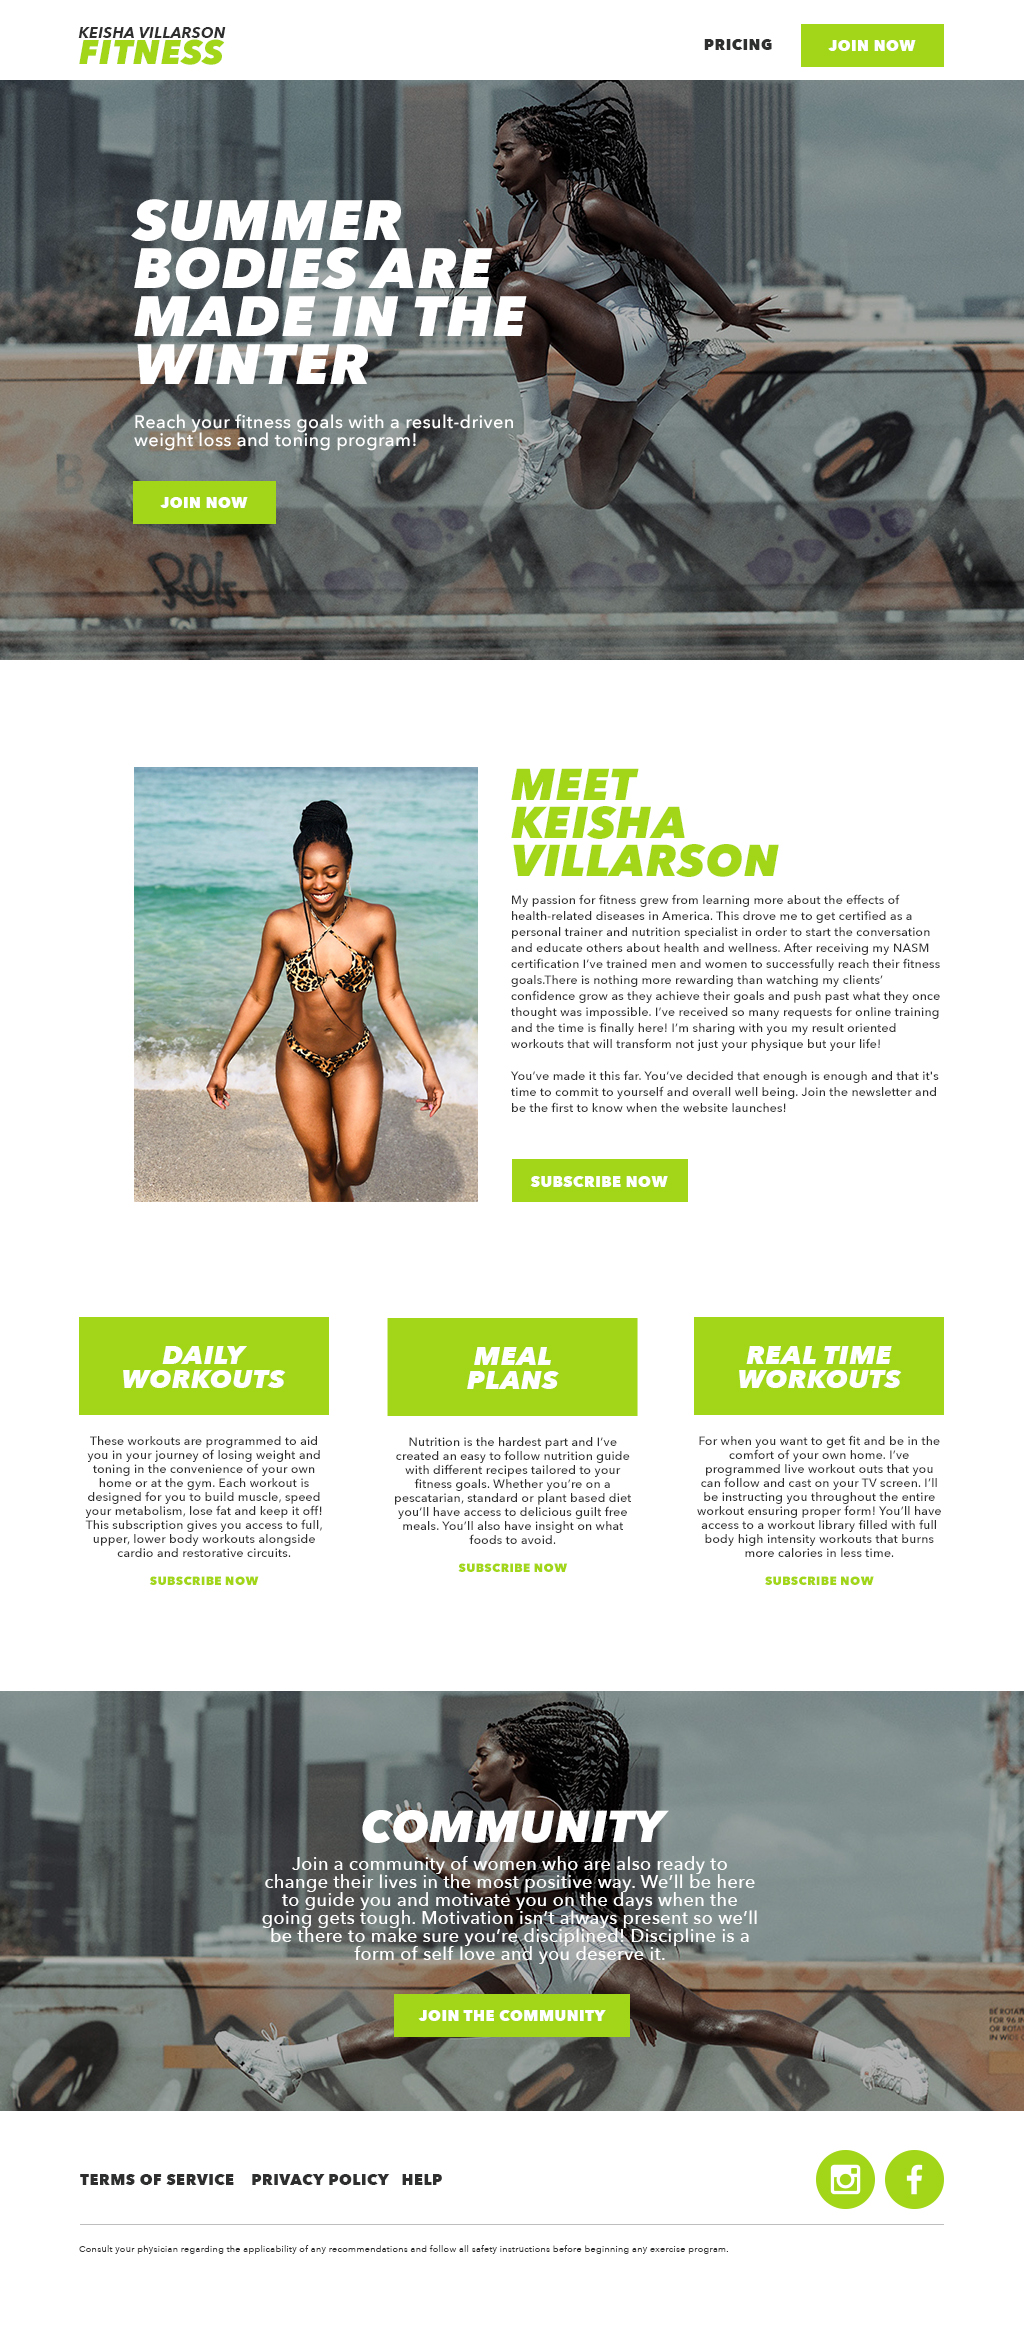 KEISHA VILLARSON
FITNESS
PRICING
JOIN NOW
SUMMER
BODIES ARE
MADE IN THE
WINTER
Reach your fitness goals with a result-driven
weight loss and toning program!
JOIN NOW
ROG
MEET
KEISHA
VILLARSON
My passion for fitness grew from learning more about the effects of
health-related diseases in America. This drove me to get certified as a
personal trainer and nutrition specialist in order to start the conversation
and educate others about health and wellness. After receiving my NASM
certification I’ve trained men and women to successfully reach their fitness
goals.There is nothing more rewarding than watching my clients’
confidence grow as they achieve their goals and push past what they once
thought was impossible. I’ve received so many requests for online training
and the time is finally here! I’m sharing with you my result oriented
workouts that will transform not just your physique but your life!
You’ve made it this far. You’ve decided that enough is enough and that it's
time to commit to yourself and overall well being. Join the newsletter and
be the first to know when the website launches!
SUBSCRIBE NOW
DAILY
WORKOUTS
These workouts are programmed to aid
you in your journey of losing weight and
toning in the convenience of your own
home or at the gym. Each workout is
designed for you to build muscle, speed
your metabolism, lose fat and keep it off!
This subscription gives you access to full,
upper, lower body workouts alongside
cardio and restorative circuits.
SUBSCRIBE NOW
MEAL
PLANS
Nutrition is the hardest part and I’ve
created an easy to follow nutrition guide
with different recipes tailored to your
fitness goals. Whether you’re on a
pescatarian, standard or plant based diet
you’ll have access to delicious guilt free
meals. You’ll also have insight on what
foods to avoid.
SUBSCRIBE NOW
REAL TIME
WORKOUTS
For when you want to get fit and be in the
comfort of your own home. I’ve
programmed live workout outs that you
can follow and cast on your TV screen. I’ll
be instructing you throughout the entire
workout ensuring proper form! You’ll have
access to a workout library filled with full
body high intensity workouts that burns
more calories in less time.
SUBSCRIBE NOW
COMMUNITY
Join a community of women who are also ready to
change their lives in the most positive way. We’ll be here
to guide you and motivate you on the days when the
going gets tough. Motivation isn’t always present so we’ll
be there to make sure you’re disciplined! Discipline is a
form of self love and you deserve it.
JOIN THE COMMUNITY
FOR 96 IN
TERMS OF SERVICE PRIVACY POLICY HELP
Consult your physician regarding the applicability of any recommendations and follow all safety instructions before beginning any exercise program.